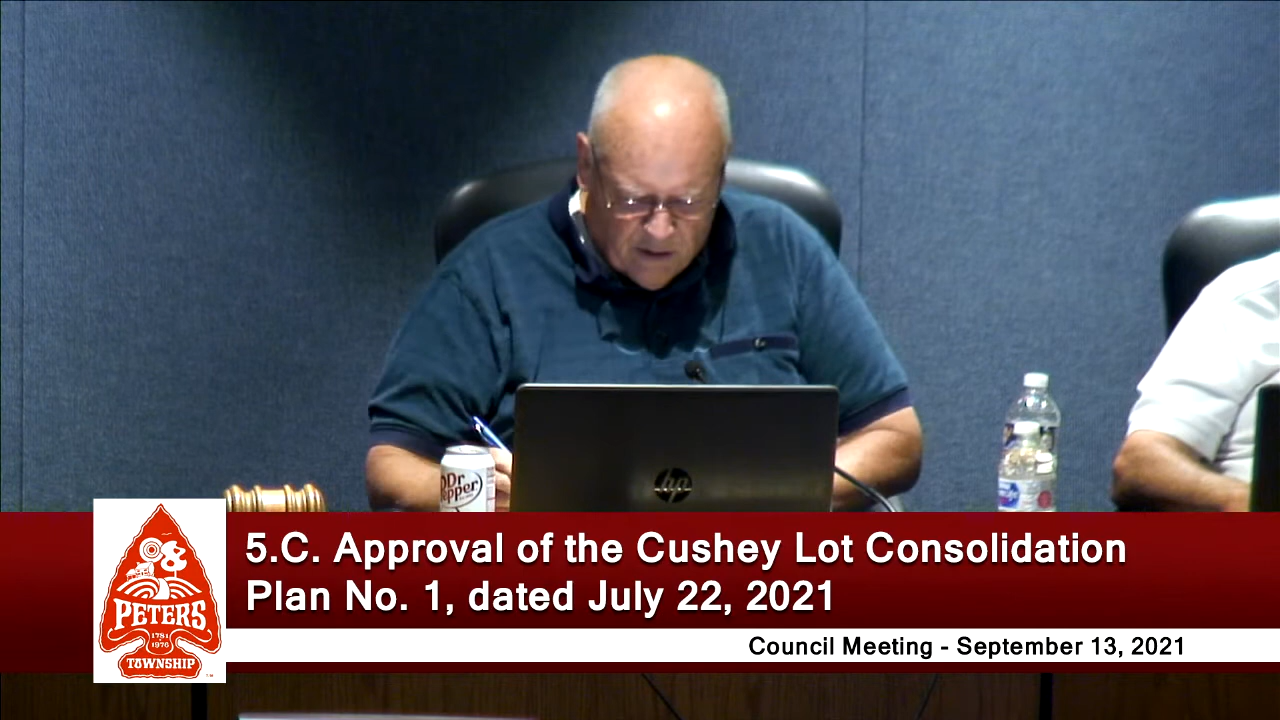 Dr
Pepper
hp
5.C. Approval of the Cushey Lot Consolidation
Plan No. 1, dated July 22, 2021
PETERS
1781
1976
TOWNSHIP
Council Meeting - September 13, 2021